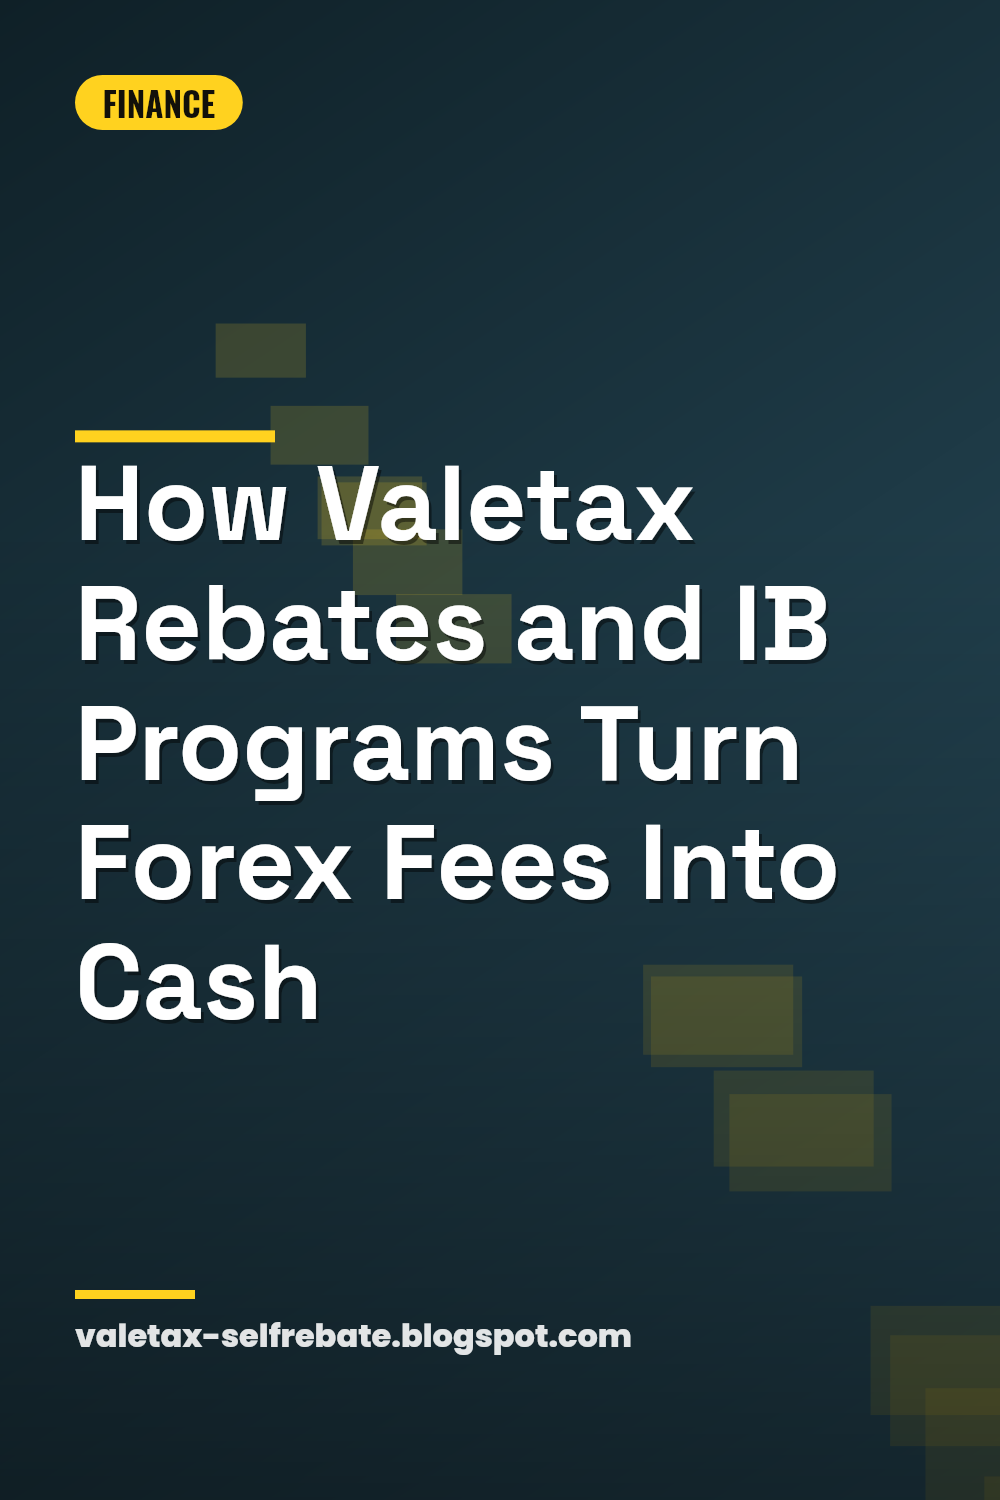 FINANCE
How Valetax
Rebates and IB
Programs Turn
Forex Fees Into
Cash
valetax-selfrebate.blogspot.com